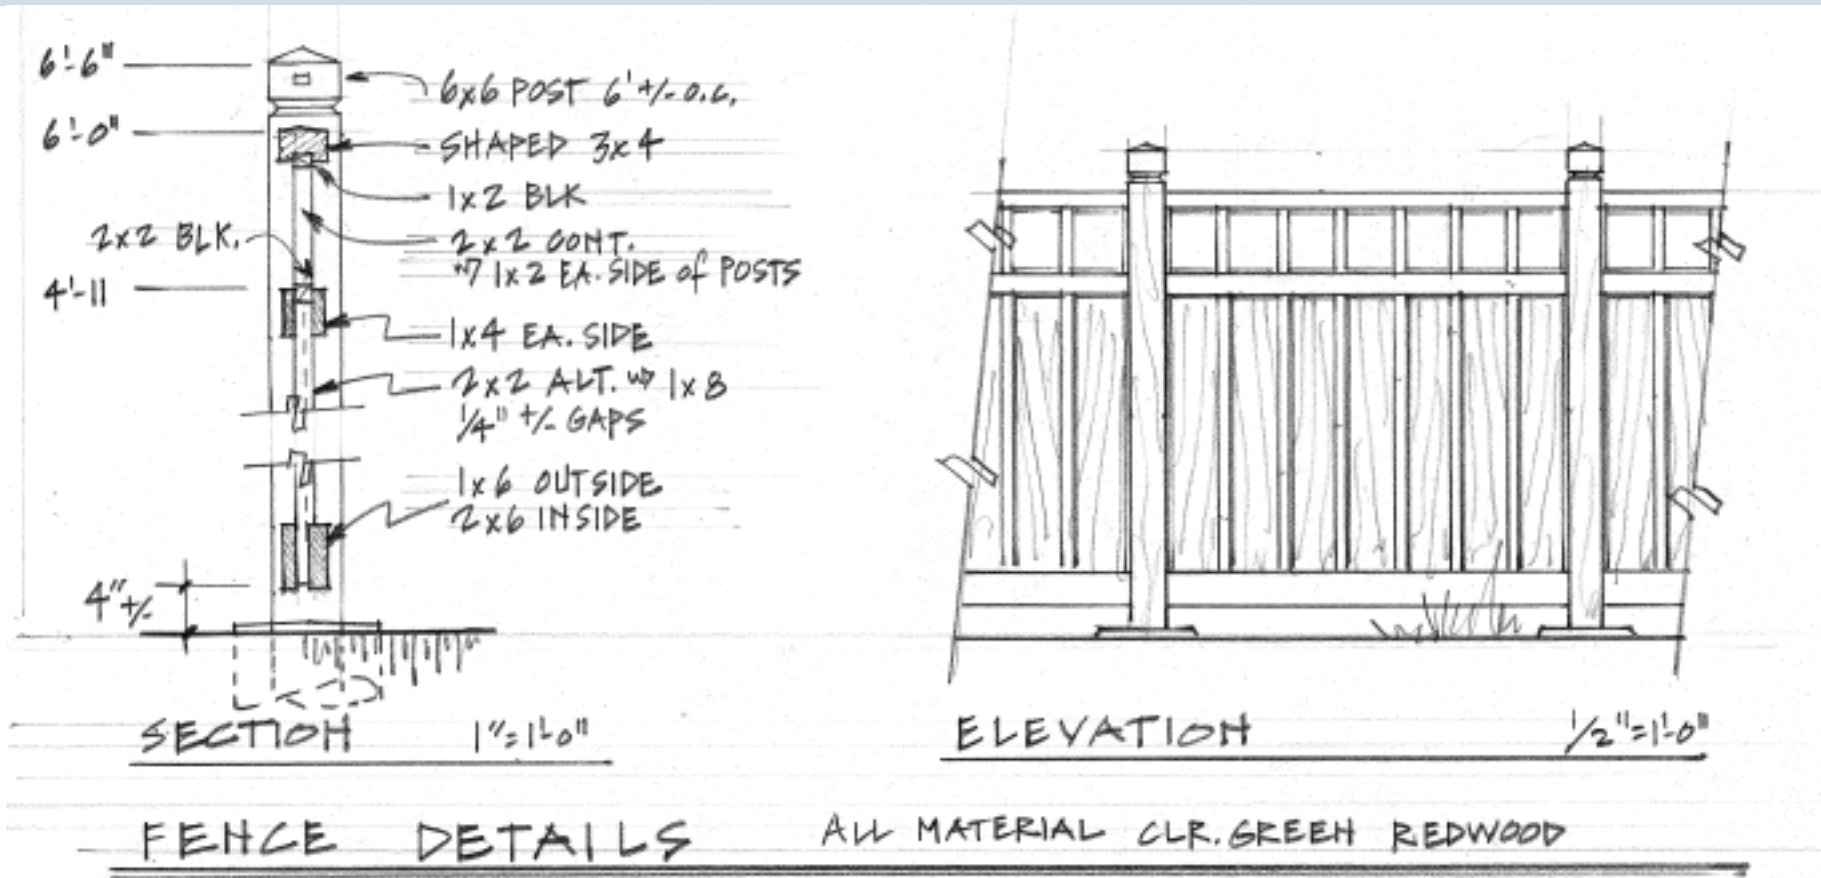 6'-6"
6x6 POST 6' +/- O.C.
6'-0"
SHAPED 3x4
1x2 BLK
2x2 BLK.
2x2 CONT.
w/ 1x2 EA. SIDE of POSTS
4'-11
1x4 EA. SIDE
2x2 ALT. w/ 1x8
1/4" +/- GAPS
1x6 OUTSIDE
2x6 INSIDE
4" +/-
SECTION 1"=1'-0"
ELEVATION 1/2"=1'-0"
FENCE DETAILS ALL MATERIAL CLR. GREEN REDWOOD